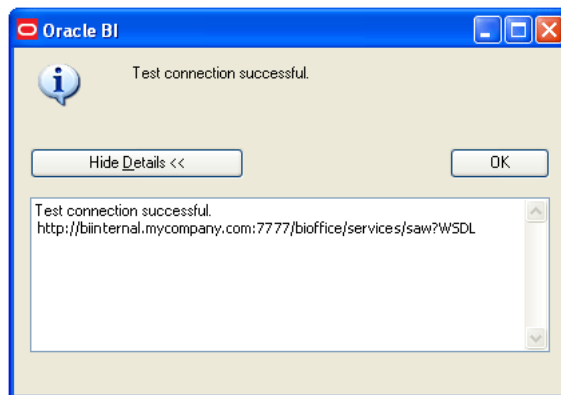 Oracle BI
Test connection successful.
Hide Details <<
OK
Test connection successful.
http://biinternal.mycompany.com:7777/bioffice/services/saw?WSDL